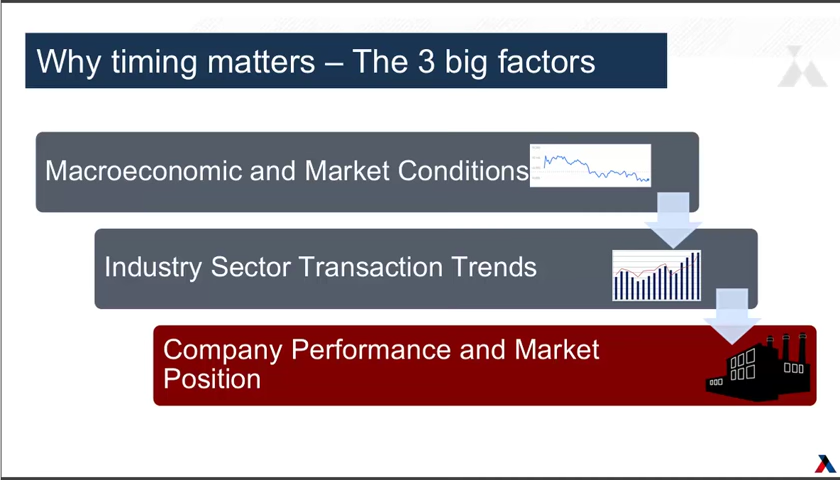 Why timing matters – The 3 big factors
Macroeconomic and Market Conditions
Industry Sector Transaction Trends
Company Performance and Market
Position